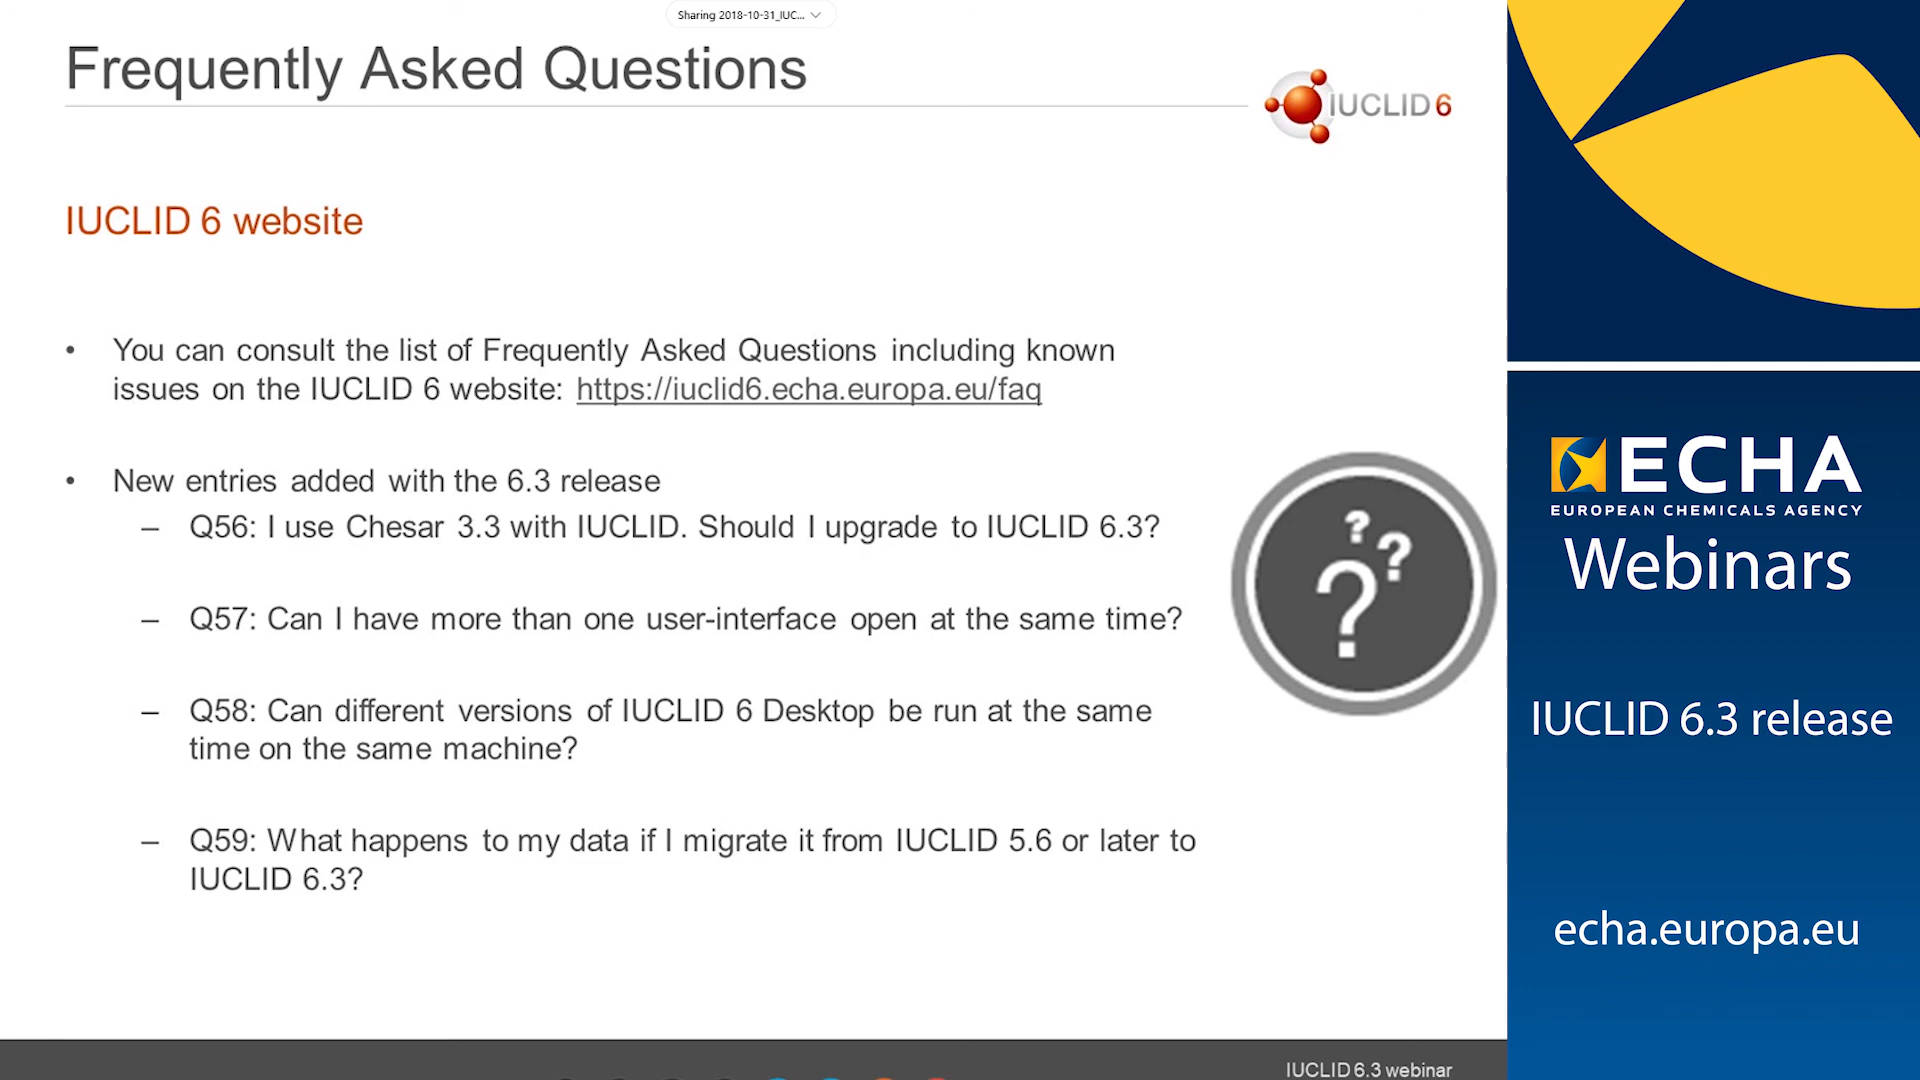 Sharing 2018-10-31_IUC...
Frequently Asked Questions
IUCLID 6
IUCLID 6 website
• You can consult the list of Frequently Asked Questions including known
issues on the IUCLID 6 website: https://iuclid6.echa.europa.eu/faq
• New entries added with the 6.3 release
– Q56: I use Chesar 3.3 with IUCLID. Should I upgrade to IUCLID 6.3?
– Q57: Can I have more than one user-interface open at the same time?
– Q58: Can different versions of IUCLID 6 Desktop be run at the same
time on the same machine?
– Q59: What happens to my data if I migrate it from IUCLID 5.6 or later to
IUCLID 6.3?
? ? ?
IUCLID 6.3 webinar
ECHA
EUROPEAN CHEMICALS AGENCY
Webinars
IUCLID 6.3 release
echa.europa.eu